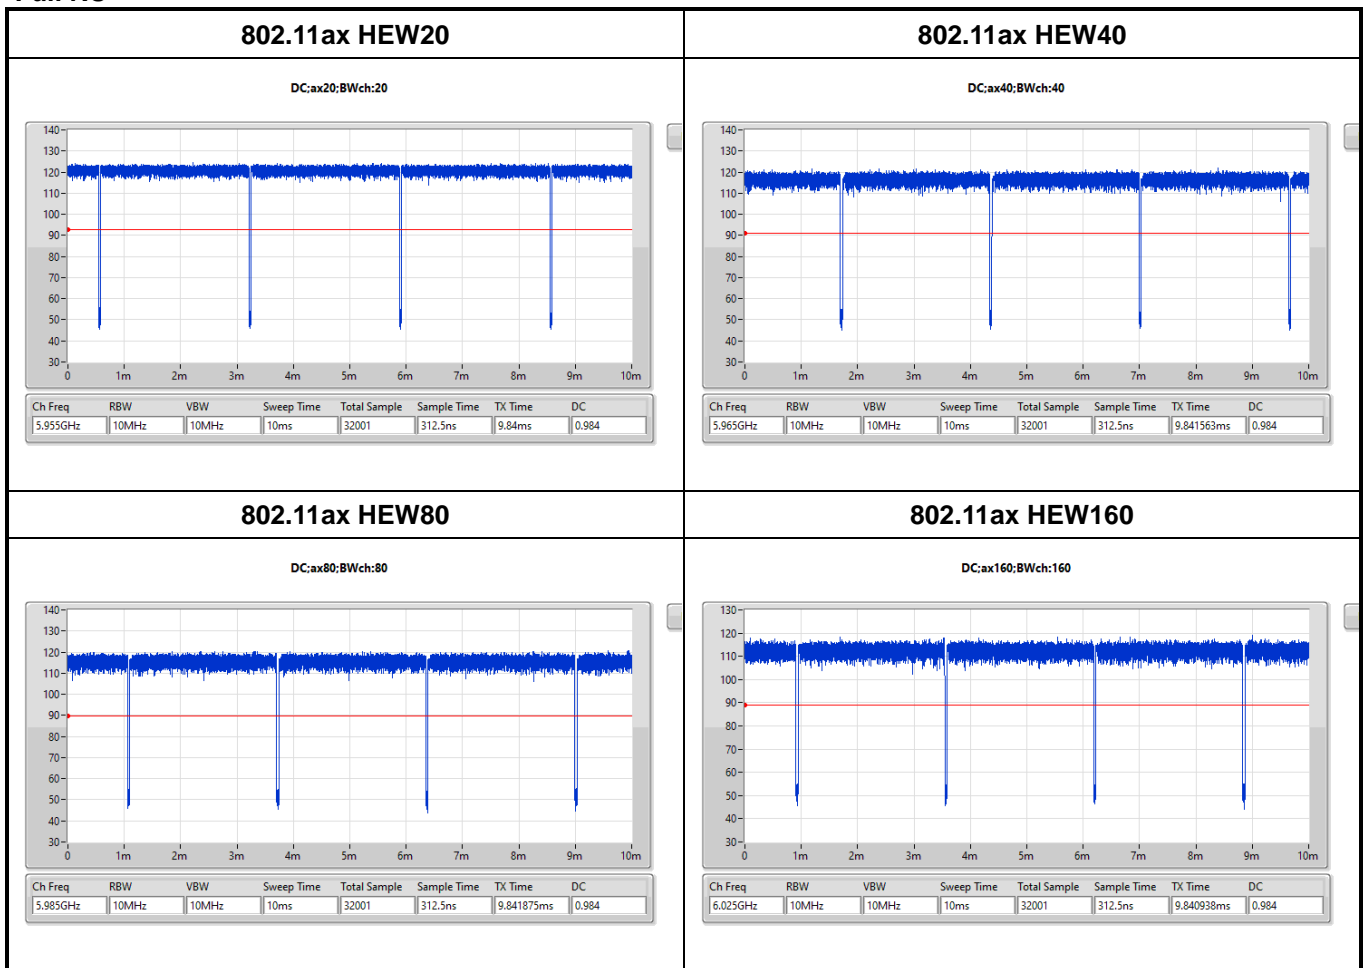 802.11ax HEW20
802.11ax HEW40
DC;ax20;BWch:20
140
130
120
110
100
90
80
70
60
50
40
30
0 1m 2m 3m 4m 5m 6m 7m 8m 9m 10m
Ch Freq RBW VBW Sweep Time Total Sample Sample Time TX Time DC
5.955GHz 10MHz 10MHz 10ms 32001 312.5ns 9.84ms 0.984
DC;ax40;BWch:40
140
130
120
110
100
90
80
70
60
50
40
30
0 1m 2m 3m 4m 5m 6m 7m 8m 9m 10m
Ch Freq RBW VBW Sweep Time Total Sample Sample Time TX Time DC
5.965GHz 10MHz 10MHz 10ms 32001 312.5ns 9.841563ms 0.984
802.11ax HEW80
802.11ax HEW160
DC;ax80;BWch:80
140
130
120
110
100
90
80
70
60
50
40
30
0 1m 2m 3m 4m 5m 6m 7m 8m 9m 10m
Ch Freq RBW VBW Sweep Time Total Sample Sample Time TX Time DC
5.985GHz 10MHz 10MHz 10ms 32001 312.5ns 9.841875ms 0.984
DC;ax160;BWch:160
130
120
110
100
90
80
70
60
50
40
30
0 1m 2m 3m 4m 5m 6m 7m 8m 9m 10m
Ch Freq RBW VBW Sweep Time Total Sample Sample Time TX Time DC
6.025GHz 10MHz 10MHz 10ms 32001 312.5ns 9.840938ms 0.984